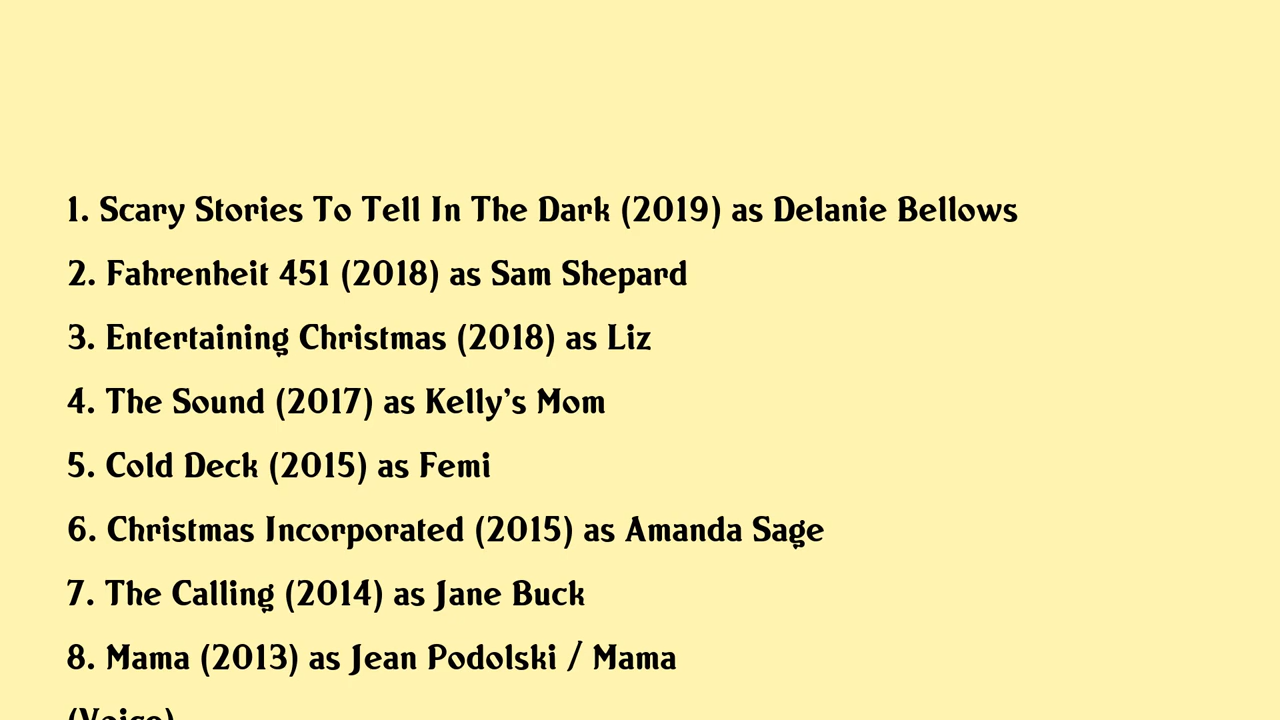 1. Scary Stories To Tell In The Dark (2019) as Delanie Bellows
2. Fahrenheit 451 (2018) as Sam Shepard
3. Entertaining Christmas (2018) as Liz
4. The Sound (2017) as Kelly's Mom
5. Cold Deck (2015) as Femi
6. Christmas Incorporated (2015) as Amanda Sage
7. The Calling (2014) as Jane Buck
8. Mama (2013) as Jean Podolski / Mama
(Voice)